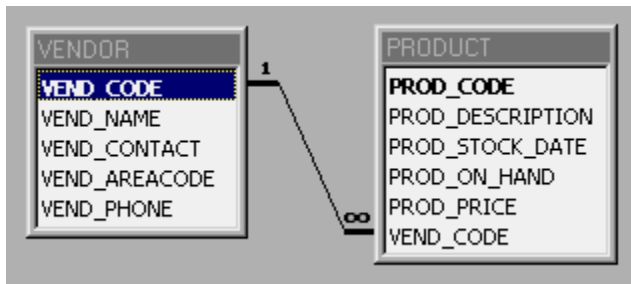 VENDOR
VEND_CODE
VEND_NAME
VEND_CONTACT
VEND_AREACODE
VEND_PHONE
1
∞
PRODUCT
PROD_CODE
PROD_DESCRIPTION
PROD_STOCK_DATE
PROD_ON_HAND
PROD_PRICE
VEND_CODE